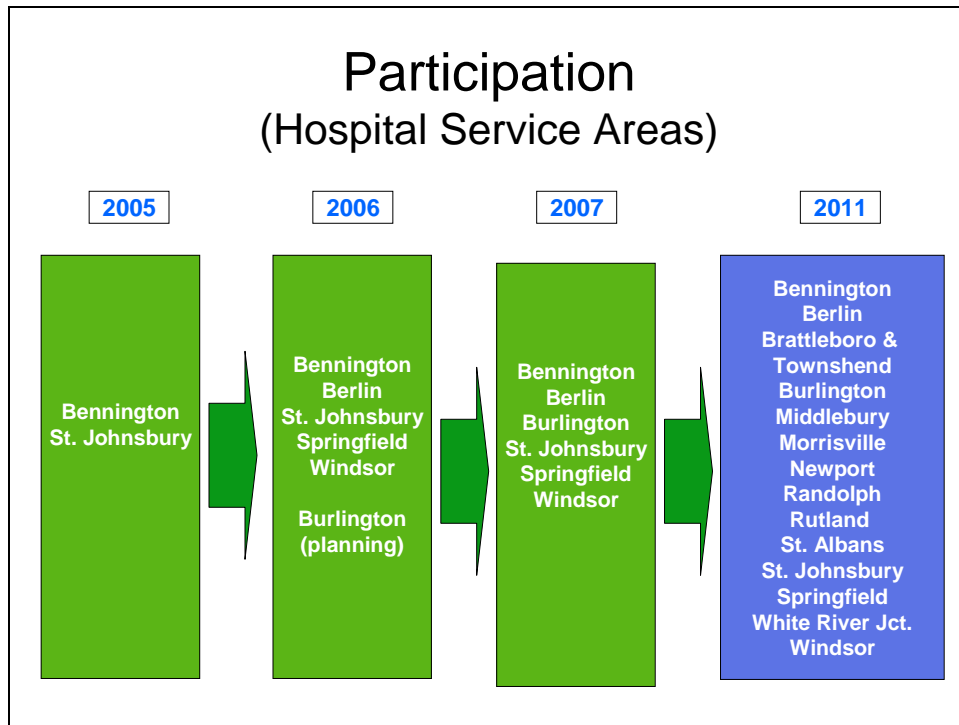 Participation
(Hospital Service Areas)
2005
2006
2007
2011
Bennington
St. Johnsbury
Bennington
Berlin
St. Johnsbury
Springfield
Windsor
Burlington
(planning)
Bennington
Berlin
Burlington
St. Johnsbury
Springfield
Windsor
Bennington
Berlin
Brattleboro &
Townshend
Burlington
Middlebury
Morrisville
Newport
Randolph
Rutland
St. Albans
St. Johnsbury
Springfield
White River Jct.
Windsor